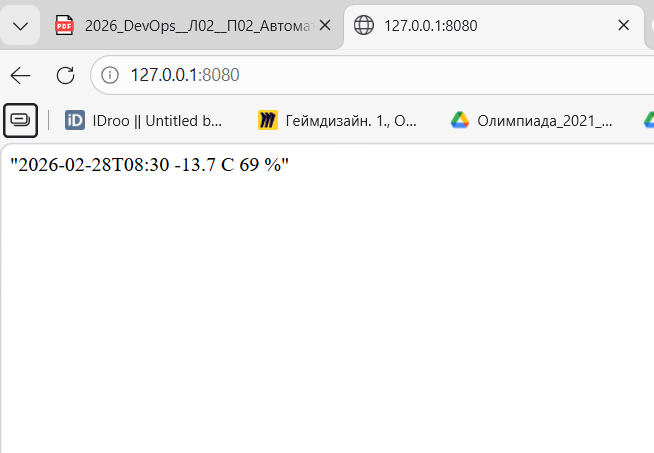 2026_DevOps__Л02__П02_Автомат
127.0.0.1:8080
127.0.0.1:8080
IDroo || Untitled b... Геймдизайн. 1., О... Олимпиада_2021_...
"2026-02-28T08:30 -13.7 C 69 %"